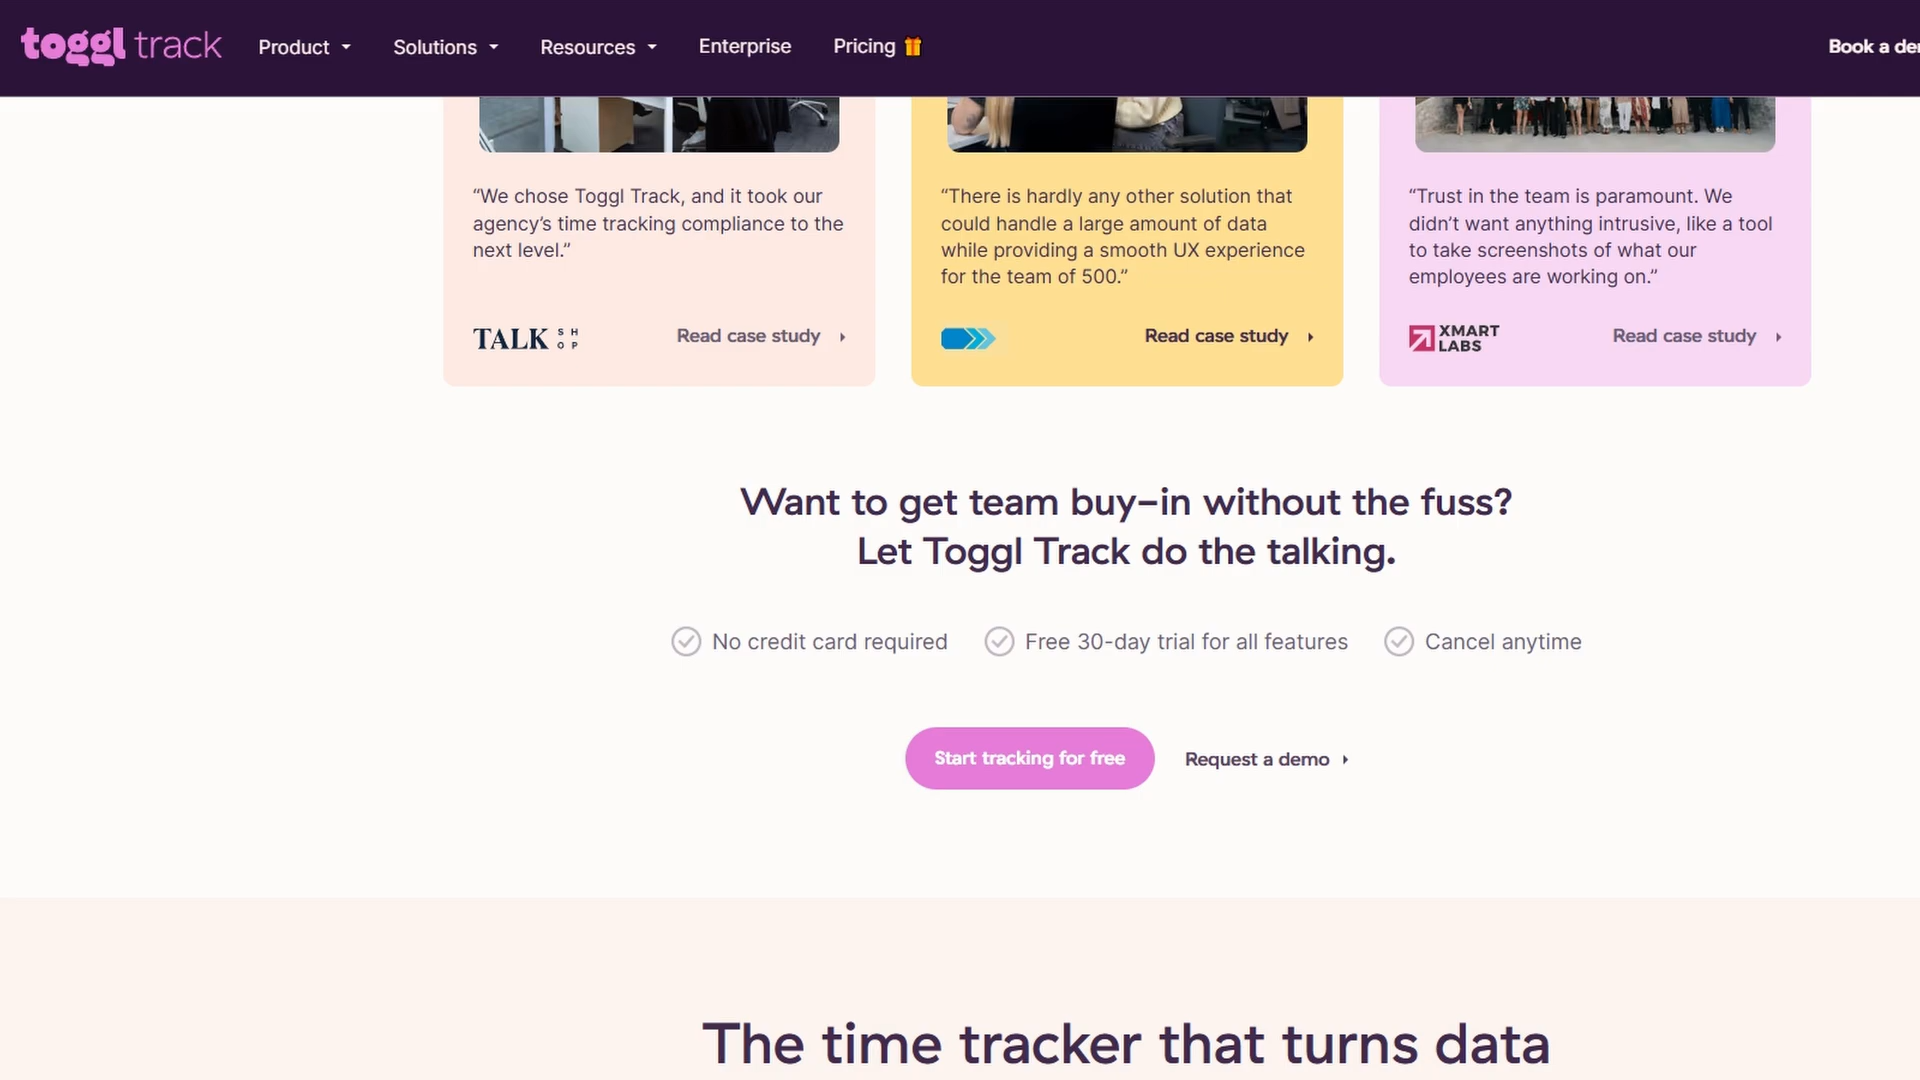 toggl track Product Solutions Resources Enterprise Pricing Book a
“We chose Toggl Track, and it took our
agency’s time tracking compliance to the
next level.”
TALK SHOP
Read case study
“There is hardly any other solution that
could handle a large amount of data
while providing a smooth UX experience
for the team of 500.”
Read case study
“Trust in the team is paramount. We
didn’t want anything intrusive, like a tool
to take screenshots of what our
employees are working on.”
XMART
LABS
Read case study
Want to get team buy–in without the fuss?
Let Toggl Track do the talking.
No credit card required Free 30-day trial for all features Cancel anytime
Start tracking for free Request a demo
The time tracker that turns data